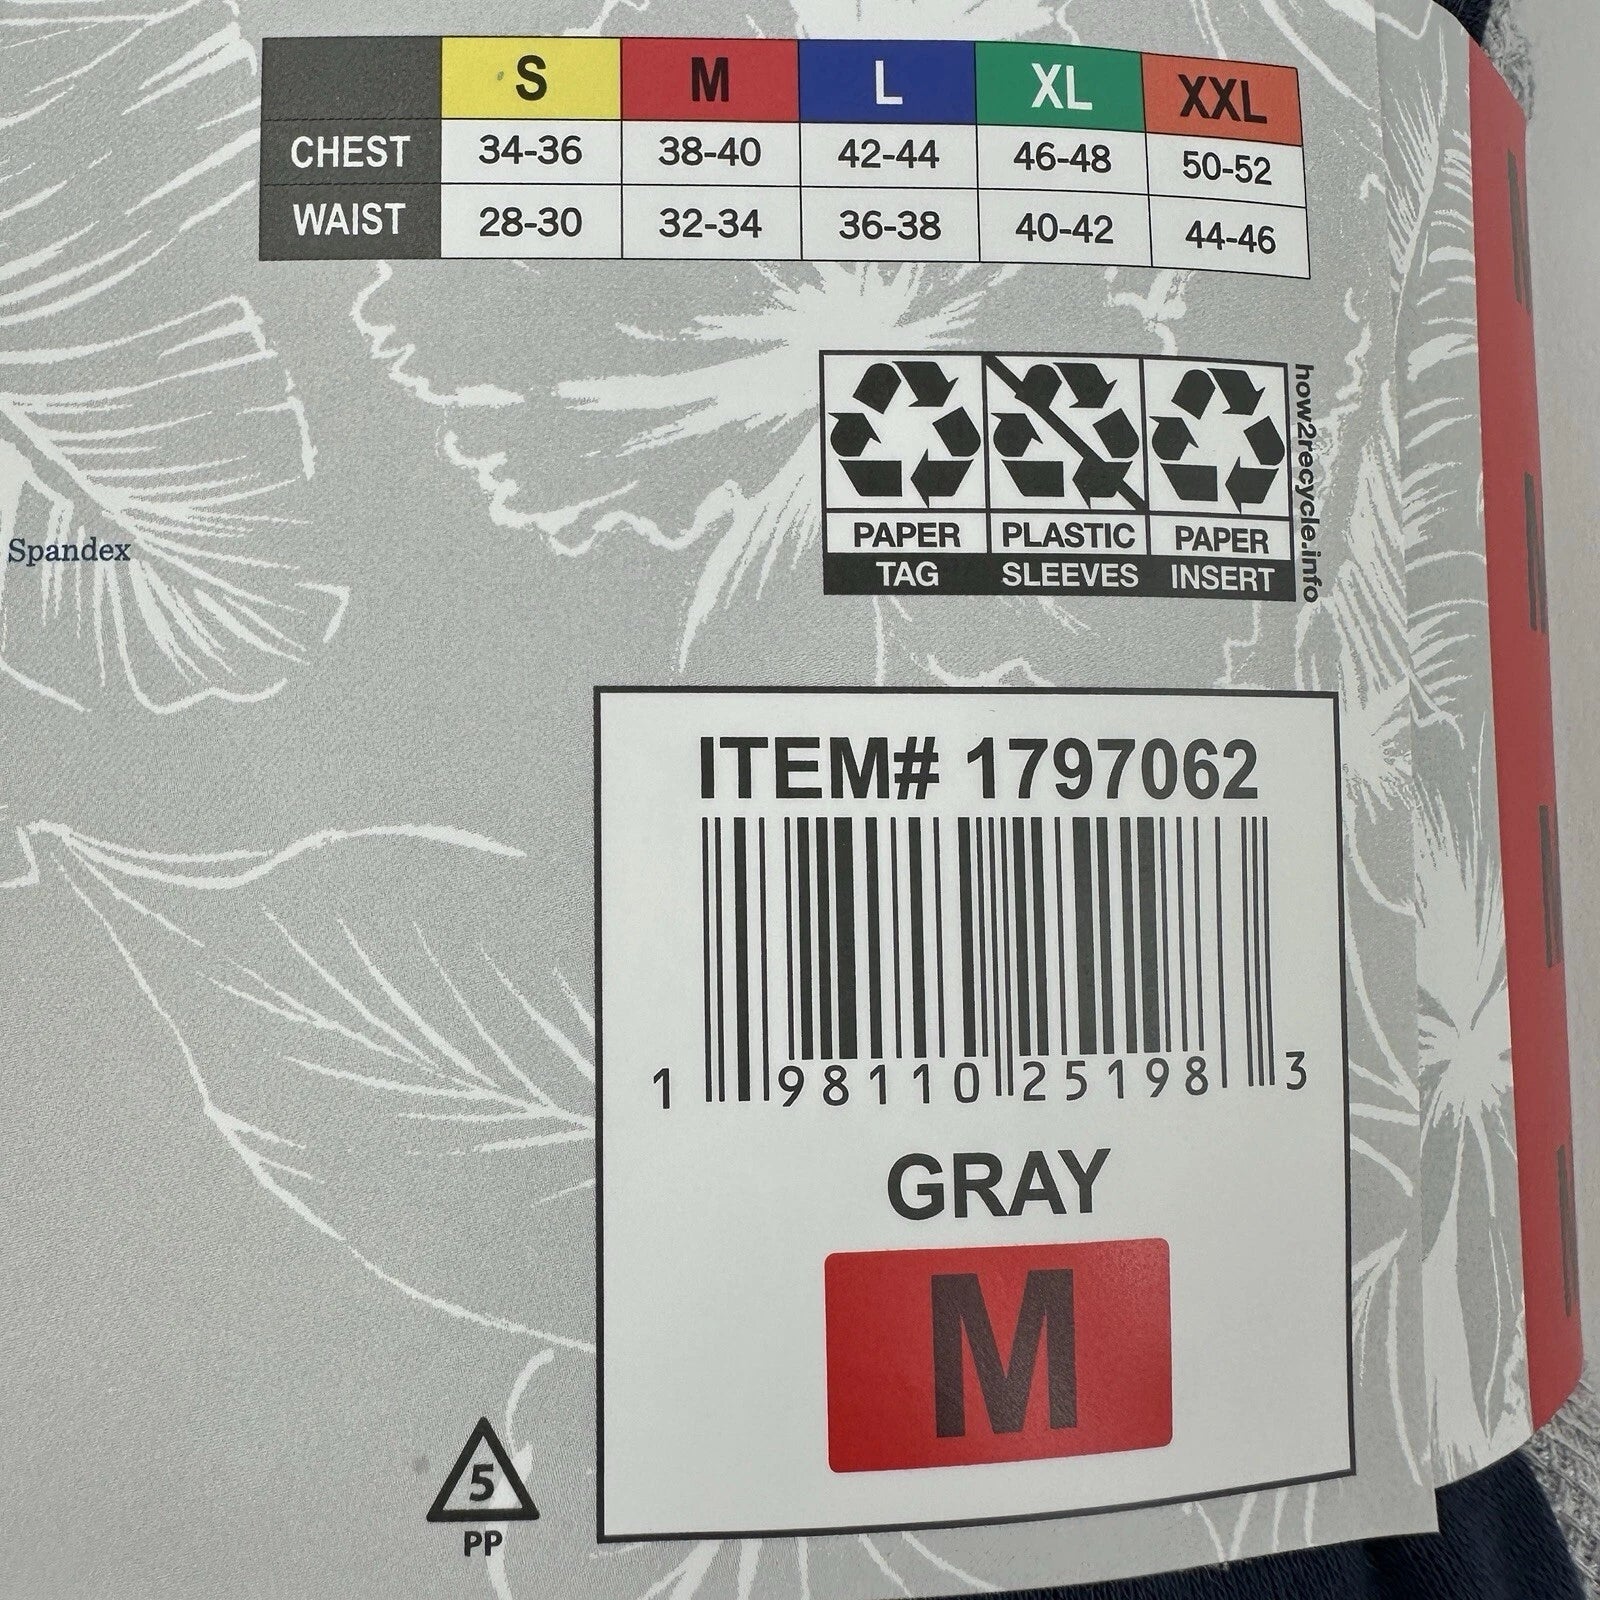 S M L XL XXL
CHEST 34-36 38-40 42-44 46-48 50-52
WAIST 28-30 32-34 36-38 40-42 44-46
PAPER PLASTIC PAPER
TAG SLEEVES INSERT
how2recycle.info
Spandex
ITEM# 1797062
1 98110 25198 3
GRAY
M
5
PP